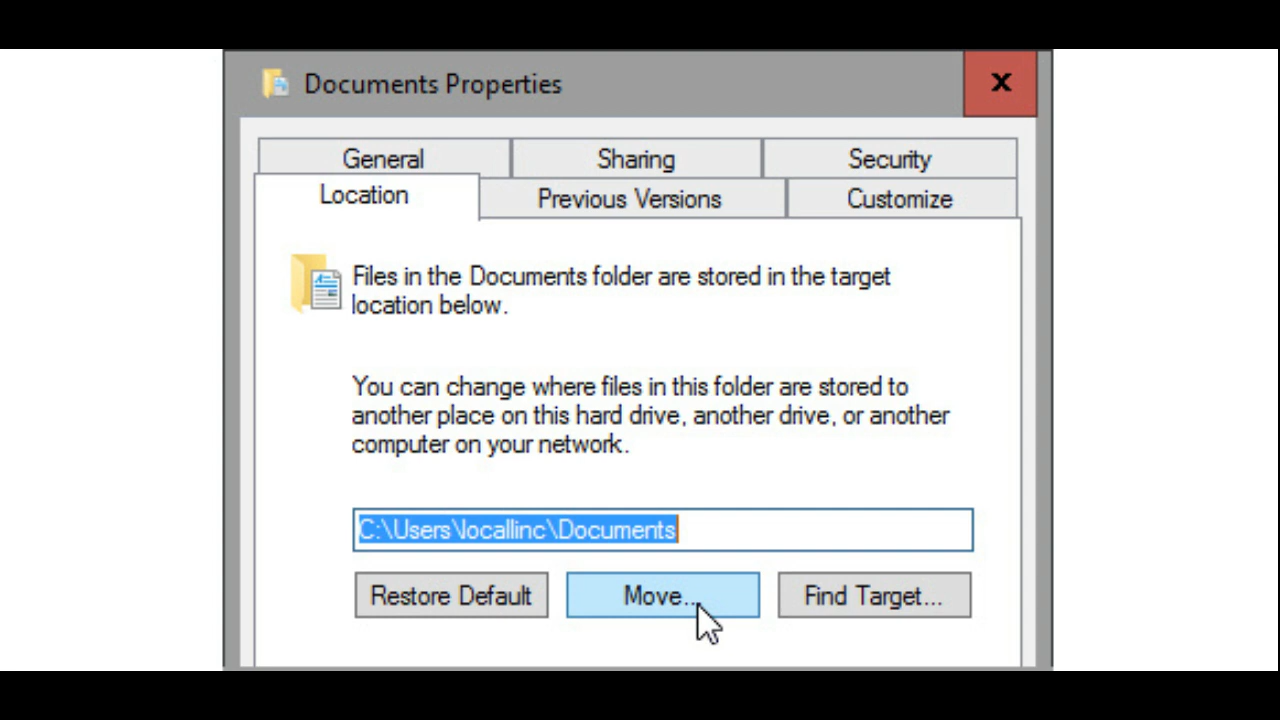 Documents Properties
x
General
Sharing
Security
Location
Previous Versions
Customize
Files in the Documents folder are stored in the target
location below.
You can change where files in this folder are stored to
another place on this hard drive, another drive, or another
computer on your network.
C:\Users\locallinc\Documents
Restore Default
Move...
Find Target...